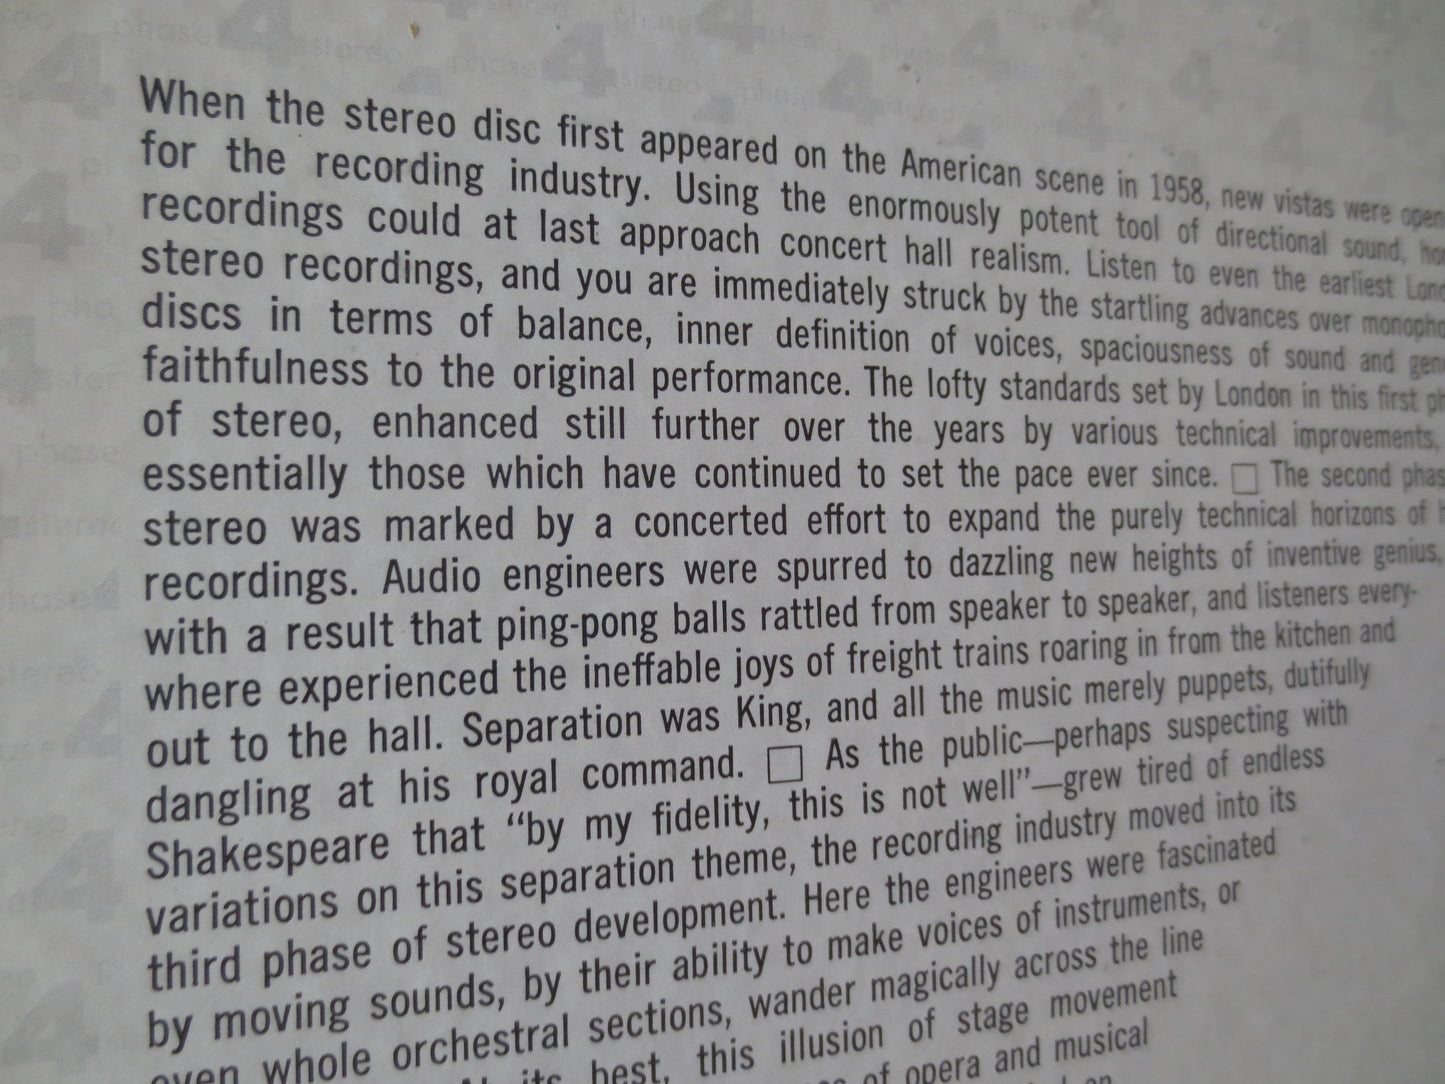 When the stereo disc first appeared on the American scene in 1958, new vistas were
for the recording industry. Using the enormously potent tool of directional sound,
recordings could at last approach concert hall realism. Listen to even the earliest
stereo recordings, and you are immediately struck by the startling advances over
discs in terms of balance, inner definition of voices, spaciousness of sound and
faithfulness to the original performance. The lofty standards set by London in this first
of stereo, enhanced still further over the years by various technical improvements,
essentially those which have continued to set the pace ever since. □ The second
stereo was marked by a concerted effort to expand the purely technical horizons of
recordings. Audio engineers were spurred to dazzling new heights of inventive genius,
with a result that ping-pong balls rattled from speaker to speaker, and listeners every-
where experienced the ineffable joys of freight trains roaring in from the kitchen and
out to the hall. Separation was King, and all the music merely puppets, dutifully
dangling at his royal command. □ As the public—perhaps suspecting with
Shakespeare that “by my fidelity, this is not well”—grew tired of endless
variations on this separation theme, the recording industry moved into its
third phase of stereo development. Here the engineers were fascinated
by moving sounds, by their ability to make voices of instruments, or
even whole orchestral sections, wander magically across the line
its best, this illusion of stage movement
of opera and musical